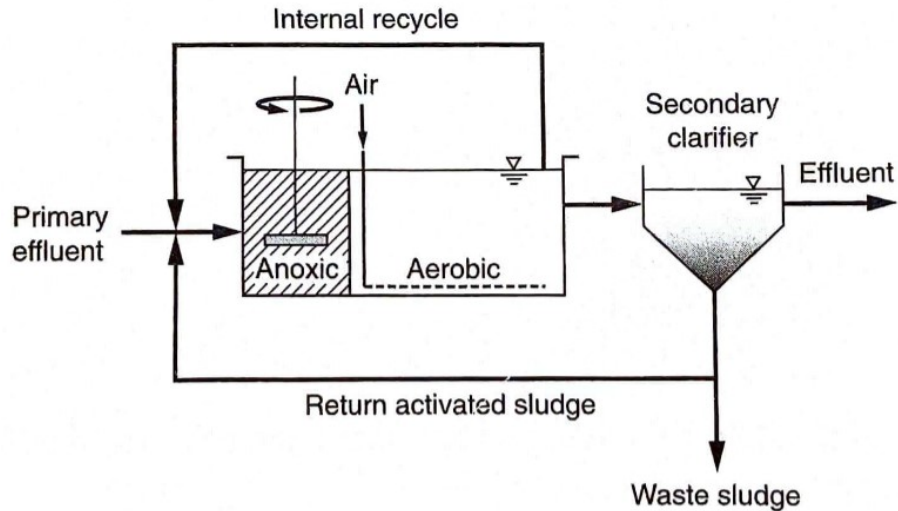 Internal recycle
Air
Secondary
clarifier
Effluent
Primary
effluent
Anoxic
Aerobic
Return activated sludge
Waste sludge